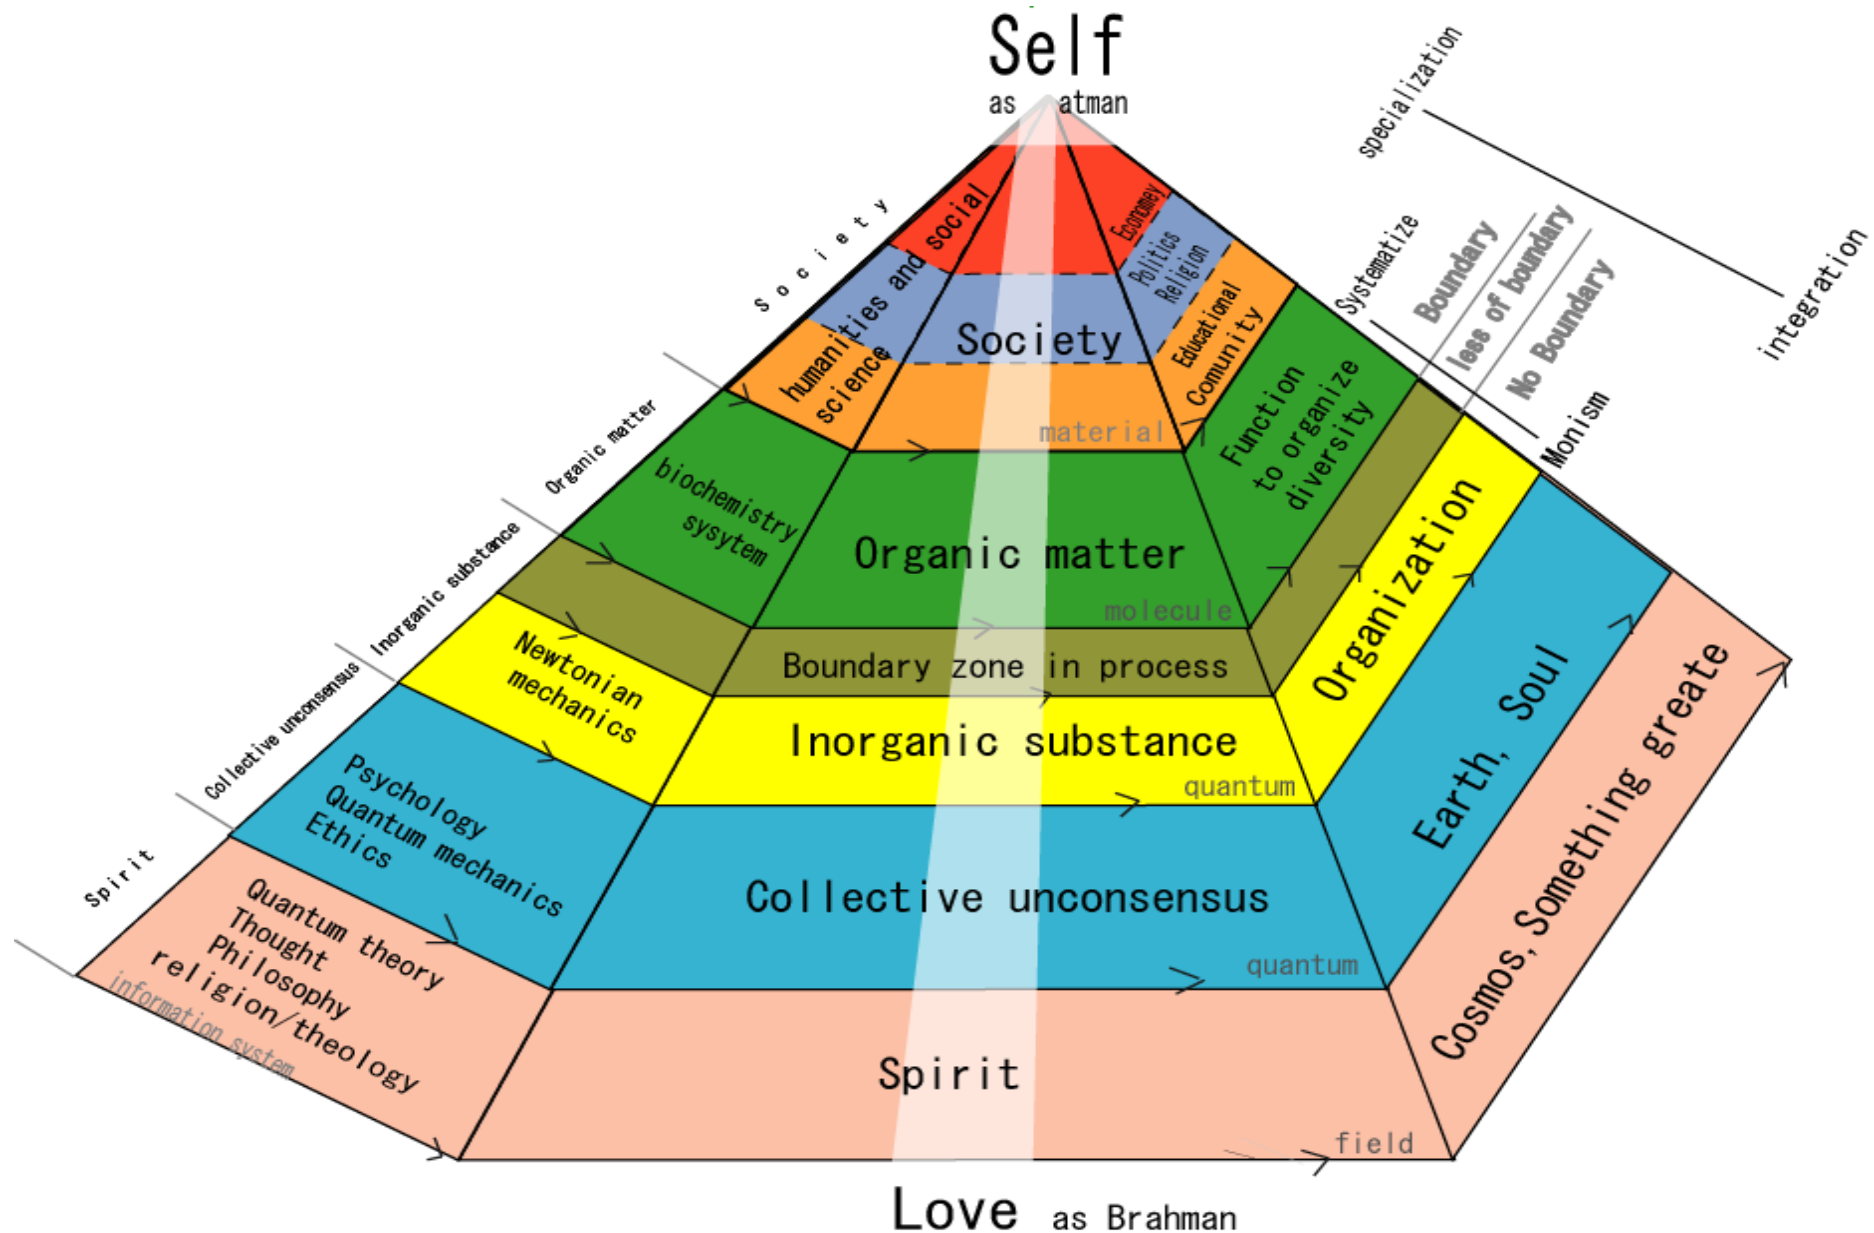 Self
as atman
specialization
integration
Systematize
Monism
Boundary
less of boundary
No Boundary
Society
Organic matter
Inorganic substance
Collective unconsensus
Spirit
humanities and social
science
biochemistry
sysytem
Newtonian
mechanics
Psychology
Quantum mechanics
Ethics
Quantum theory
Thought
Philosophy
religion/theology
information system
Society
material
Organic matter
molecule
Boundary zone in process
Inorganic substance
quantum
Collective unconsensus
quantum
Spirit
field
Economey
Politics
Religion
Educational
Comunity
Function
to organize
diversity
Organization
Earth, Soul
Cosmos, Something greate
Love as Brahman